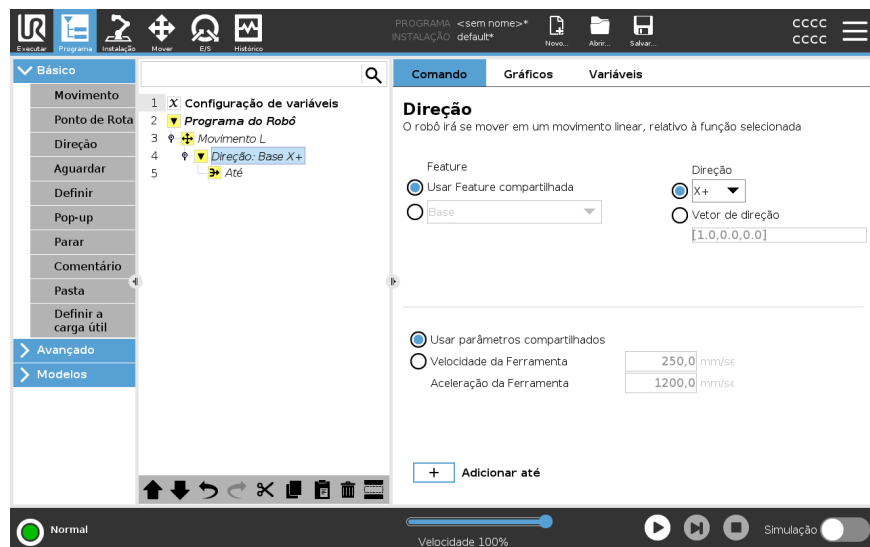 PROGRAMA <sem nome>*
INSTALAÇÃO default*
CCCC
CCCC
Executar Programa Instalação Mover E/S Histórico Novo... Abrir... Salvar...
Básico
Movimento
Ponto de Rota
Direção
Aguardar
Definir
Pop-up
Parar
Comentário
Pasta
Definir a
carga útil
Avançado
Modelos
1 X Configuração de variáveis
2 Programa do Robô
3 Movimento L
4 Direção: Base X+
5 Até
Comando Gráficos Variáveis
Direção
O robô irá se mover em um movimento linear, relativo à função selecionada
Feature
Usar Feature compartilhada
Base
Direção
X+
Vetor de direção
[1.0,0.0,0.0]
Usar parâmetros compartilhados
Velocidade da Ferramenta 250,0
Aceleração da Ferramenta 1200,0
+ Adicionar até
Normal
Velocidade 100%
Simulação